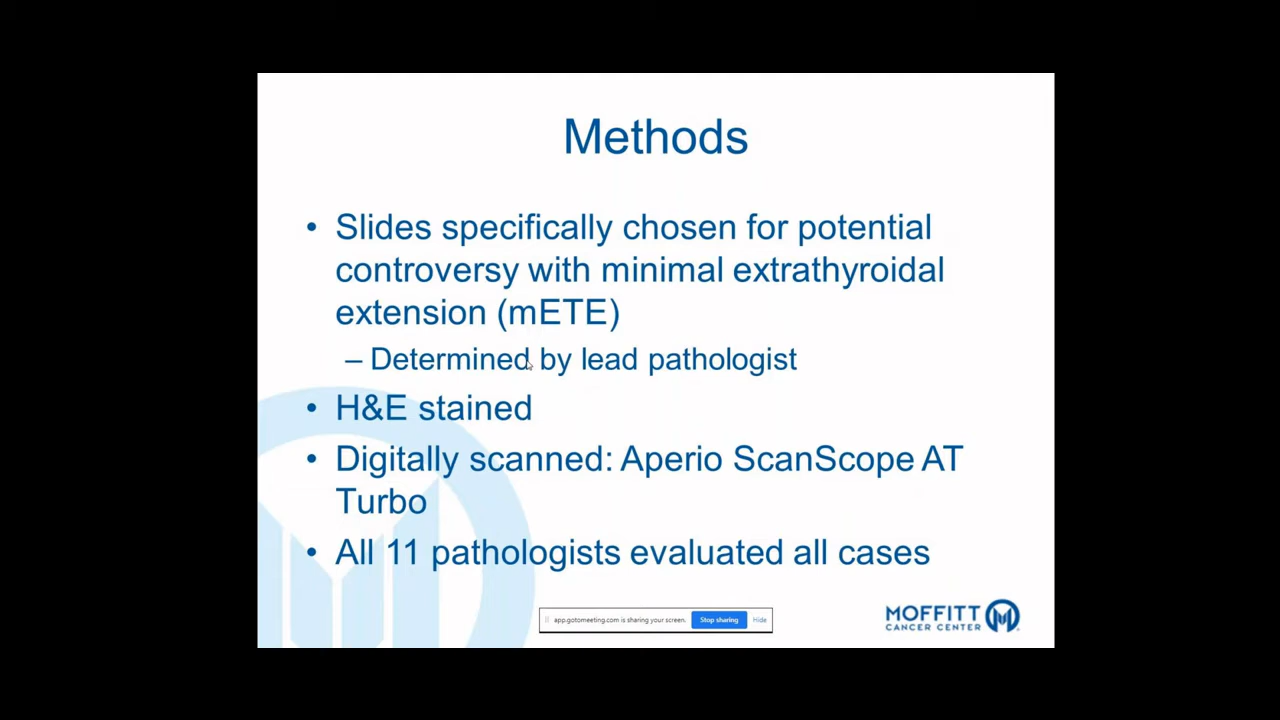 Methods
• Slides specifically chosen for potential
controversy with minimal extrathyroidal
extension (mETE)
– Determined by lead pathologist
• H&E stained
• Digitally scanned: Aperio ScanScope AT
Turbo
• All 11 pathologists evaluated all cases
app.gotomeeting.com is sharing your screen. Stop sharing Hide
MOFFITT
CANCER CENTER